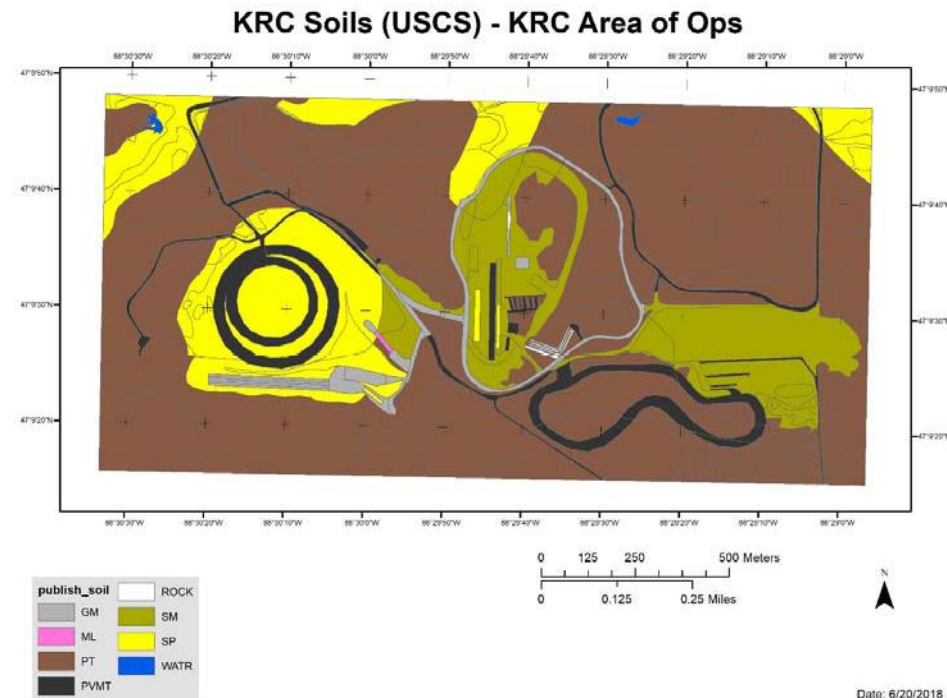 KRC Soils (USCS) - KRC Area of Ops
88°30'30"W 88°30'20"W 88°30'10"W 88°30'0"W 88°29'50"W 88°29'40"W 88°29'30"W 88°29'20"W 88°29'10"W 88°29'0"W
47°9'50"N 47°9'50"N
47°9'40"N 47°9'40"N
47°9'30"N 47°9'30"N
47°9'20"N 47°9'20"N
88°30'30"W 88°30'20"W 88°30'10"W 88°30'0"W 88°29'50"W 88°29'40"W 88°29'30"W 88°29'20"W 88°29'10"W 88°29'0"W
0 125 250 500 Meters
0 0.125 0.25 Miles
N
publish_soil
GM
ML
PT
PVMT
ROCK
SM
SP
WATR
Date: 6/20/2018